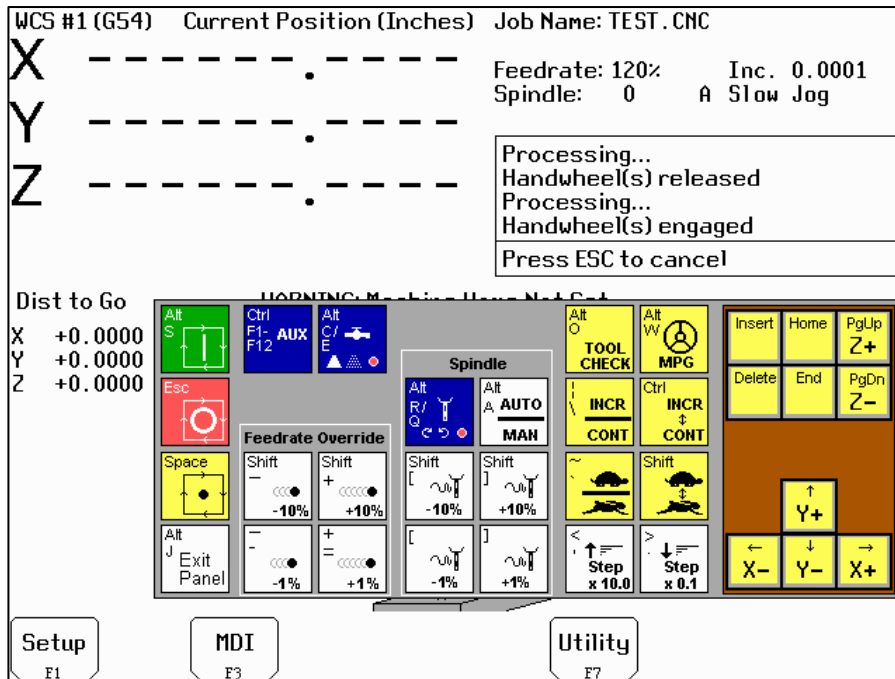 WCS #1 (G54) Current Position (Inches) Job Name: TEST.CNC
X - - - - - - . - - - -
Feedrate: 120% Inc. 0.0001
Spindle: 0 A Slow Jog
Y - - - - - - . - - - -
Z - - - - - - . - - - -
Processing...
Handwheel(s) released
Processing...
Handwheel(s) engaged
Press ESC to cancel
Dist to Go
X +0.0000
Y +0.0000
Z +0.0000
Alt
S
Ctrl
F1-
F12 AUX
Alt
C/
E
Alt
O
TOOL
CHECK
Alt
W
MPG
Insert Home PgUp
Z+
Delete End PgDn
Z-
Esc
Spindle
Alt
R/
Q
Alt
A AUTO
MAN
¦
\ INCR
CONT
Ctrl
INCR
CONT
Feedrate Override
Space
Shift
-
-10%
Shift
+
+10%
Shift
[
-10%
Shift
]
+10%
~
`
Shift
↑
Y+
Alt
J Exit
Panel
-
-1%
+
=
+1%
[
-1%
]
+1%
<
,
Step
x 10.0
>
.
Step
x 0.1
←
X-
↓
Y-
→
X+
Setup
F1
MDI
F3
Utility
F7